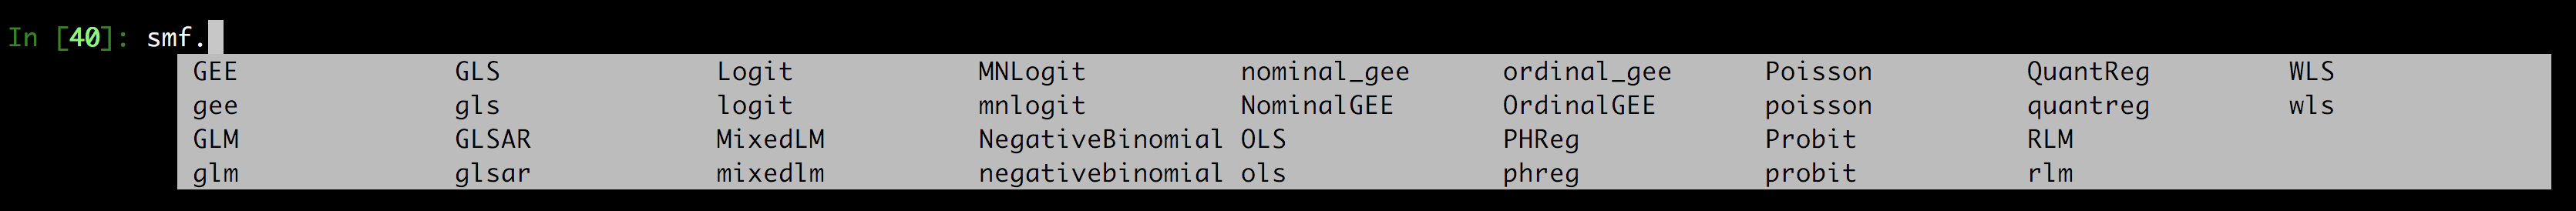 In [40]: smf.
GEE GLS Logit MNLogit nominal_gee ordinal_gee Poisson QuantReg WLS
gee gls logit mnlogit NominalGEE OrdinalGEE poisson quantreg wls
GLM GLSAR MixedLM NegativeBinomial OLS PHReg Probit RLM
glm glsar mixedlm negativebinomial ols phreg probit rlm